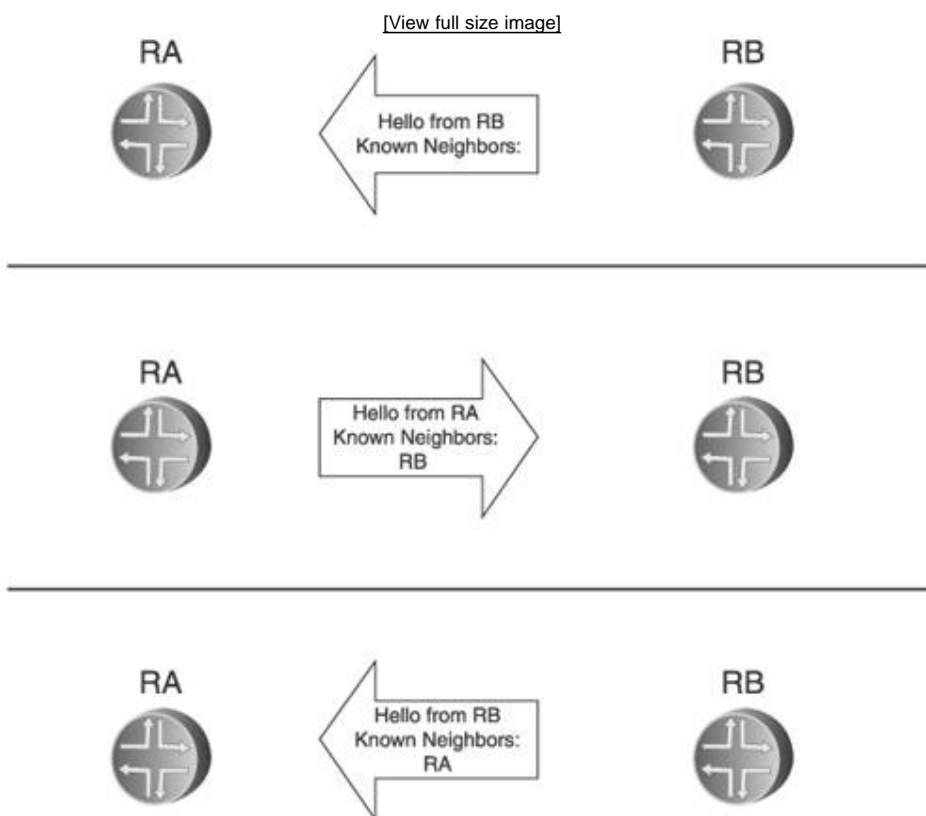 [View full size image]
RA
RB
Hello from RB
Known Neighbors:
RA
RB
Hello from RA
Known Neighbors:
RB
RA
RB
Hello from RB
Known Neighbors:
RA